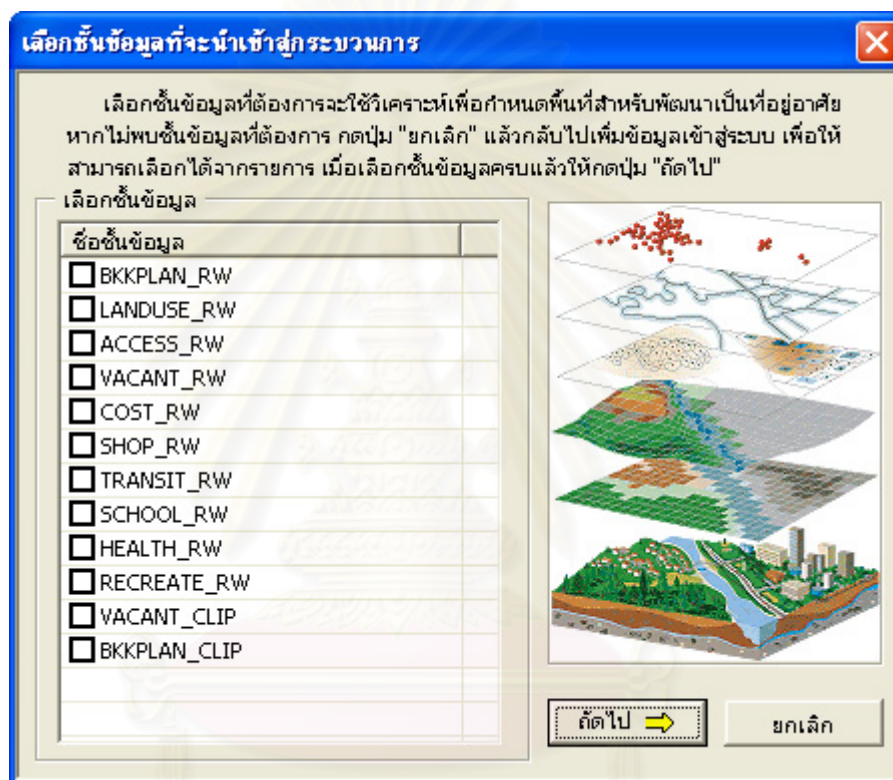 เลือกชั้นข้อมูลที่จะนำเข้าสู่กระบวนการ
เลือกชั้นข้อมูลที่ต้องการจะใช้วิเคราะห์เพื่อกำหนดพื้นที่สำหรับพัฒนาเป็นที่อยู่อาศัย
หากไม่พบชั้นข้อมูลที่ต้องการ กดปุ่ม "ยกเลิก" แล้วกลับไปเพิ่มข้อมูลเข้าสู่ระบบ เพื่อให้
สามารถเลือกได้จากรายการ เมื่อเลือกชั้นข้อมูลครบแล้วให้กดปุ่ม "ถัดไป"
เลือกชั้นข้อมูล
ชื่อชั้นข้อมูล
BKKPLAN_RW
LANDUSE_RW
ACCESS_RW
VACANT_RW
COST_RW
SHOP_RW
TRANSIT_RW
SCHOOL_RW
HEALTH_RW
RECREATE_RW
VACANT_CLIP
BKKPLAN_CLIP
ถัดไป
ยกเลิก